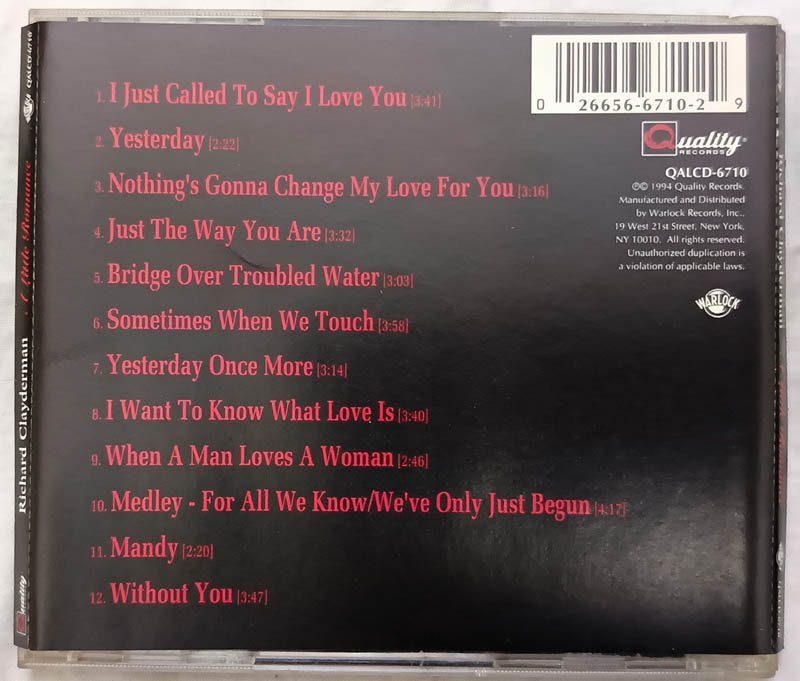 1. I Just Called To Say I Love You [3:41]
2. Yesterday [2:22]
3. Nothing's Gonna Change My Love For You [3:16]
4. Just The Way You Are [3:32]
5. Bridge Over Troubled Water [3:03]
6. Sometimes When We Touch [3:58]
7. Yesterday Once More [3:14]
8. I Want To Know What Love Is [3:40]
9. When A Man Loves A Woman [2:46]
10. Medley - For All We Know/We've Only Just Begun [4:17]
11. Mandy [2:20]
12. Without You [3:47]
0 26656-6710-2 9
Quality
RECORDS
QALCD-6710
℗© 1994 Quality Records.
Manufactured and Distributed
by Warlock Records, Inc.,
19 West 21st Street, New York,
NY 10010. All rights reserved.
Unauthorized duplication is
a violation of applicable laws.
WARLOCK
Quality Richard Clayderman A Little Romance QALCD-6710
Richard Clayderman